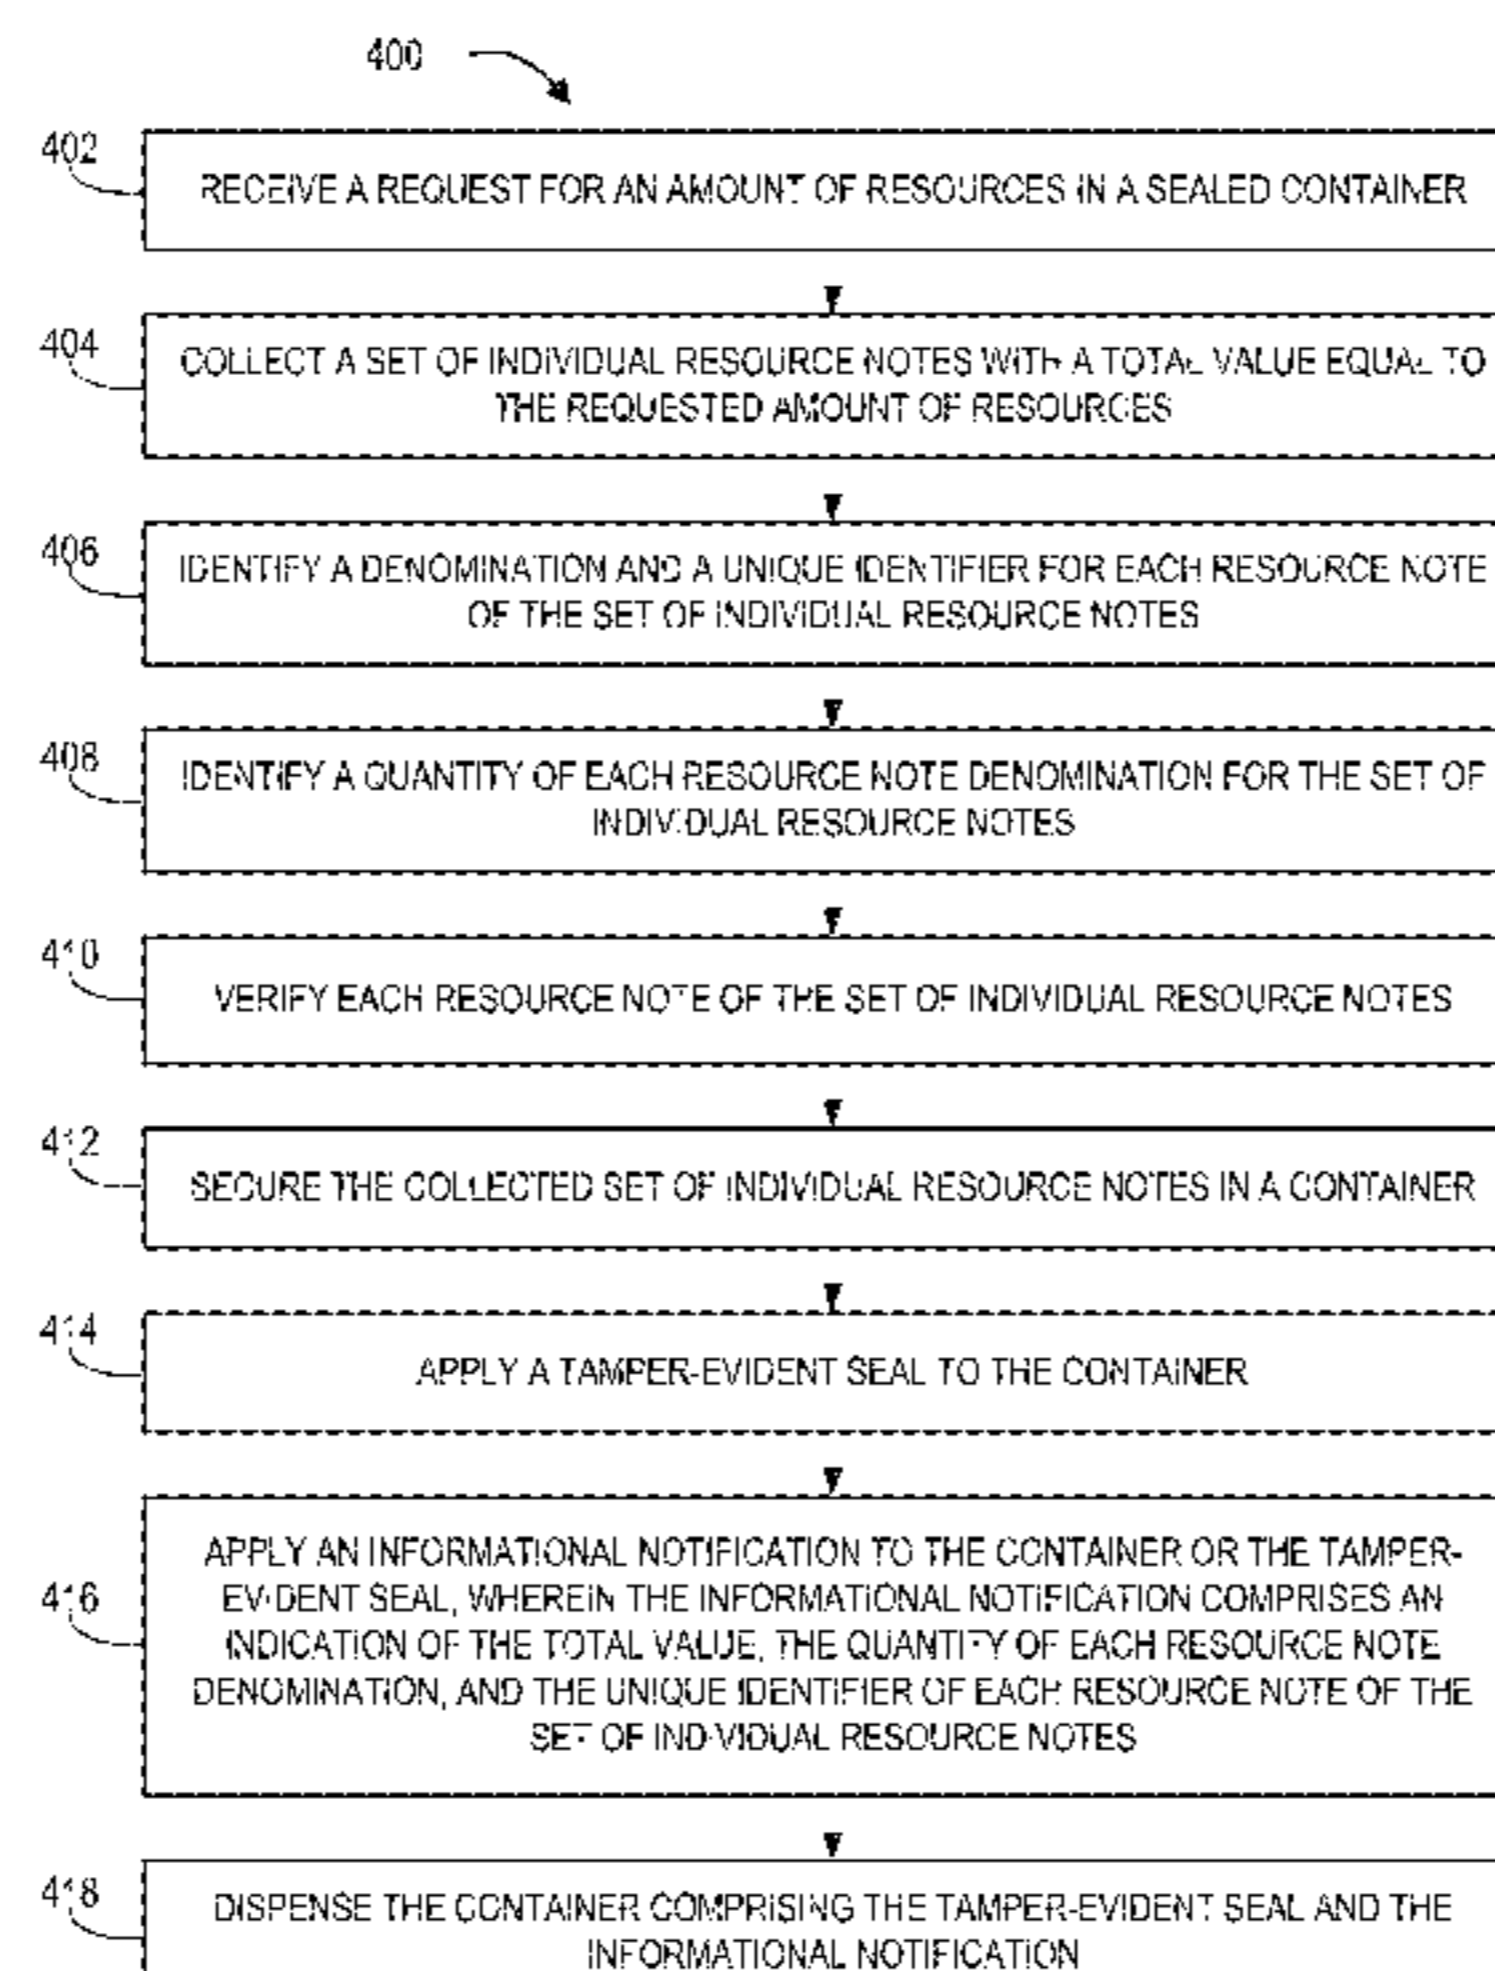 400
402
RECEIVE A REQUEST FOR AN AMOUNT OF RESOURCES IN A SEALED CONTAINER
404
COLLECT A SET OF INDIVIDUAL RESOURCE NOTES WITH A TOTAL VALUE EQUAL TO
THE REQUESTED AMOUNT OF RESOURCES
406
IDENTIFY A DENOMINATION AND A UNIQUE IDENTIFIER FOR EACH RESOURCE NOTE
OF THE SET OF INDIVIDUAL RESOURCE NOTES
408
IDENTIFY A QUANTITY OF EACH RESOURCE NOTE DENOMINATION FOR THE SET OF
INDIVIDUAL RESOURCE NOTES
410
VERIFY EACH RESOURCE NOTE OF THE SET OF INDIVIDUAL RESOURCE NOTES
412
SECURE THE COLLECTED SET OF INDIVIDUAL RESOURCE NOTES IN A CONTAINER
414
APPLY A TAMPER-EVIDENT SEAL TO THE CONTAINER
416
APPLY AN INFORMATIONAL NOTIFICATION TO THE CONTAINER OR THE TAMPER-
EVIDENT SEAL, WHEREIN THE INFORMATIONAL NOTIFICATION COMPRISES AN
INDICATION OF THE TOTAL VALUE, THE QUANTITY OF EACH RESOURCE NOTE
DENOMINATION, AND THE UNIQUE IDENTIFIER OF EACH RESOURCE NOTE OF THE
SET OF INDIVIDUAL RESOURCE NOTES
418
DISPENSE THE CONTAINER COMPRISING THE TAMPER-EVIDENT SEAL AND THE
INFORMATIONAL NOTIFICATION